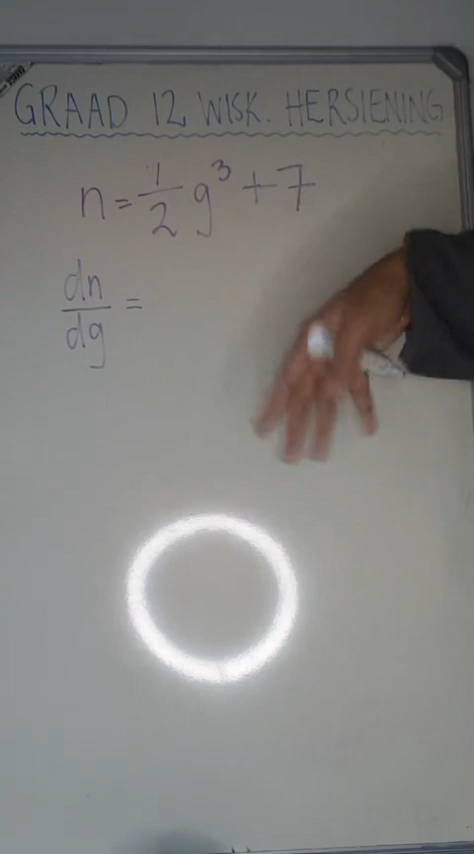 GRAAD 12 WISK. HERSIENING
n = 1/2 g³ + 7
dn/dg =